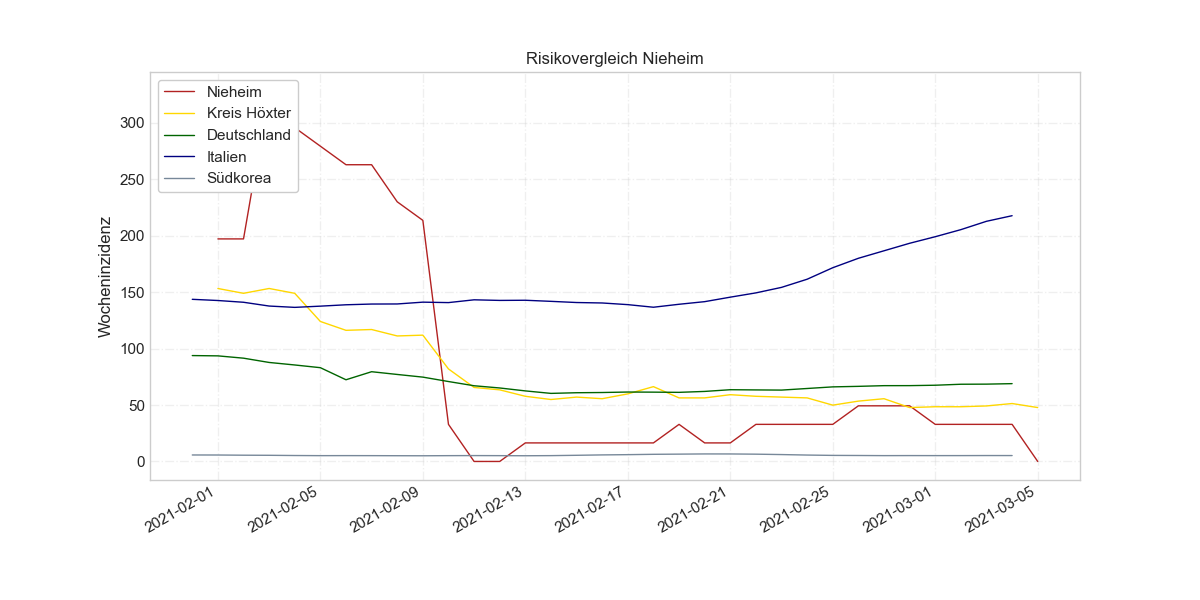 Risikovergleich Nieheim
Nieheim
Kreis Höxter
Deutschland
Italien
Südkorea
Wocheninzidenz
300
250
200
150
100
50
0
2021-02-01
2021-02-05
2021-02-09
2021-02-13
2021-02-17
2021-02-21
2021-02-25
2021-03-01
2021-03-05